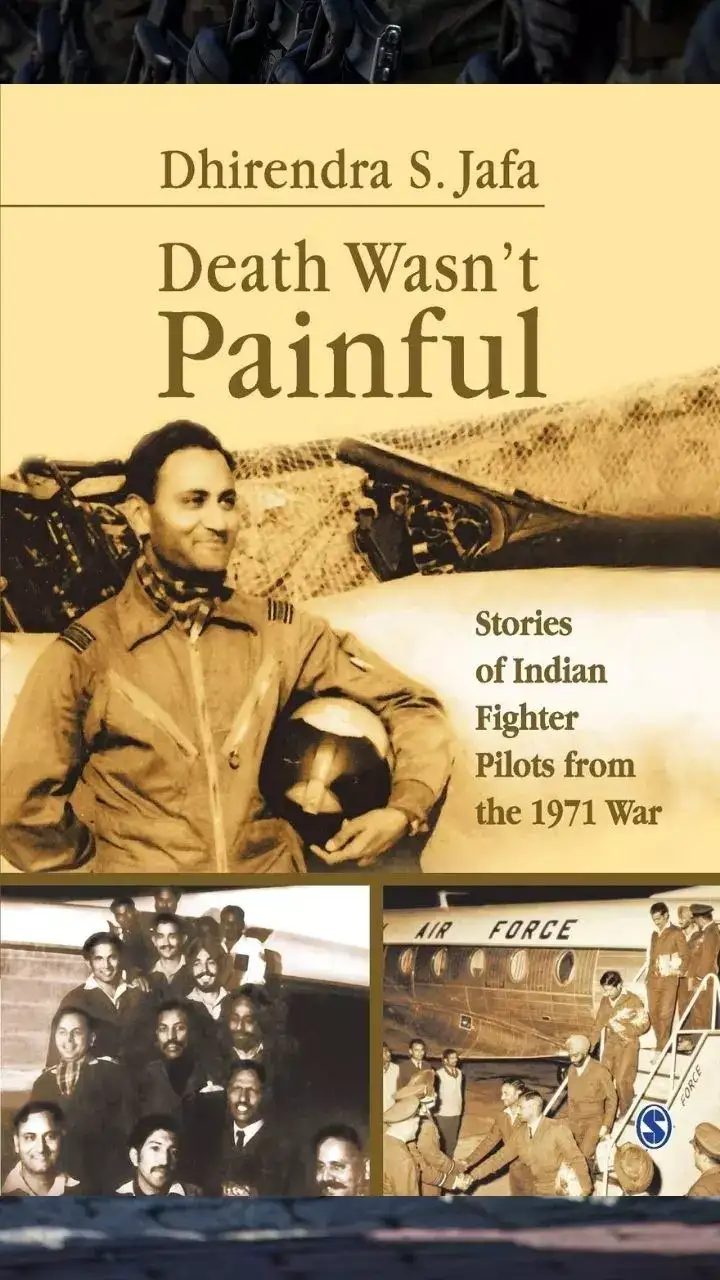 Dhirendra S. Jafa
Death Wasn't
Painful
Stories
of Indian
Fighter
Pilots from
the 1971 War
AIR FORCE
FORCE
S